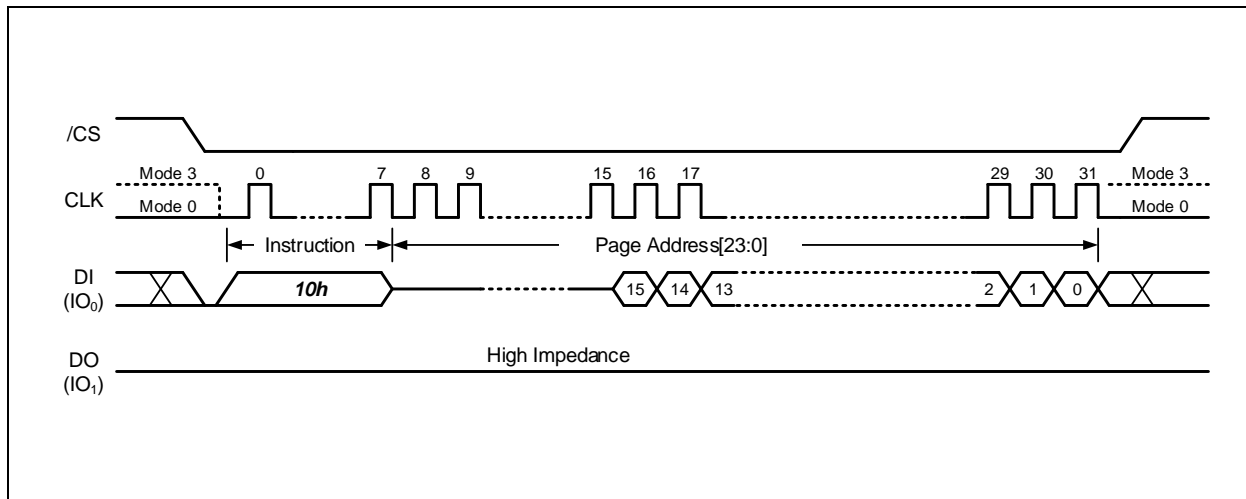 /CS
Mode 3 0 7 8 9 15 16 17 29 30 31 Mode 3
CLK
Mode 0 Mode 0
Instruction Page Address[23:0]
DI
(IO₀)
10h 15 14 13 2 1 0
High Impedance
DO
(IO₁)